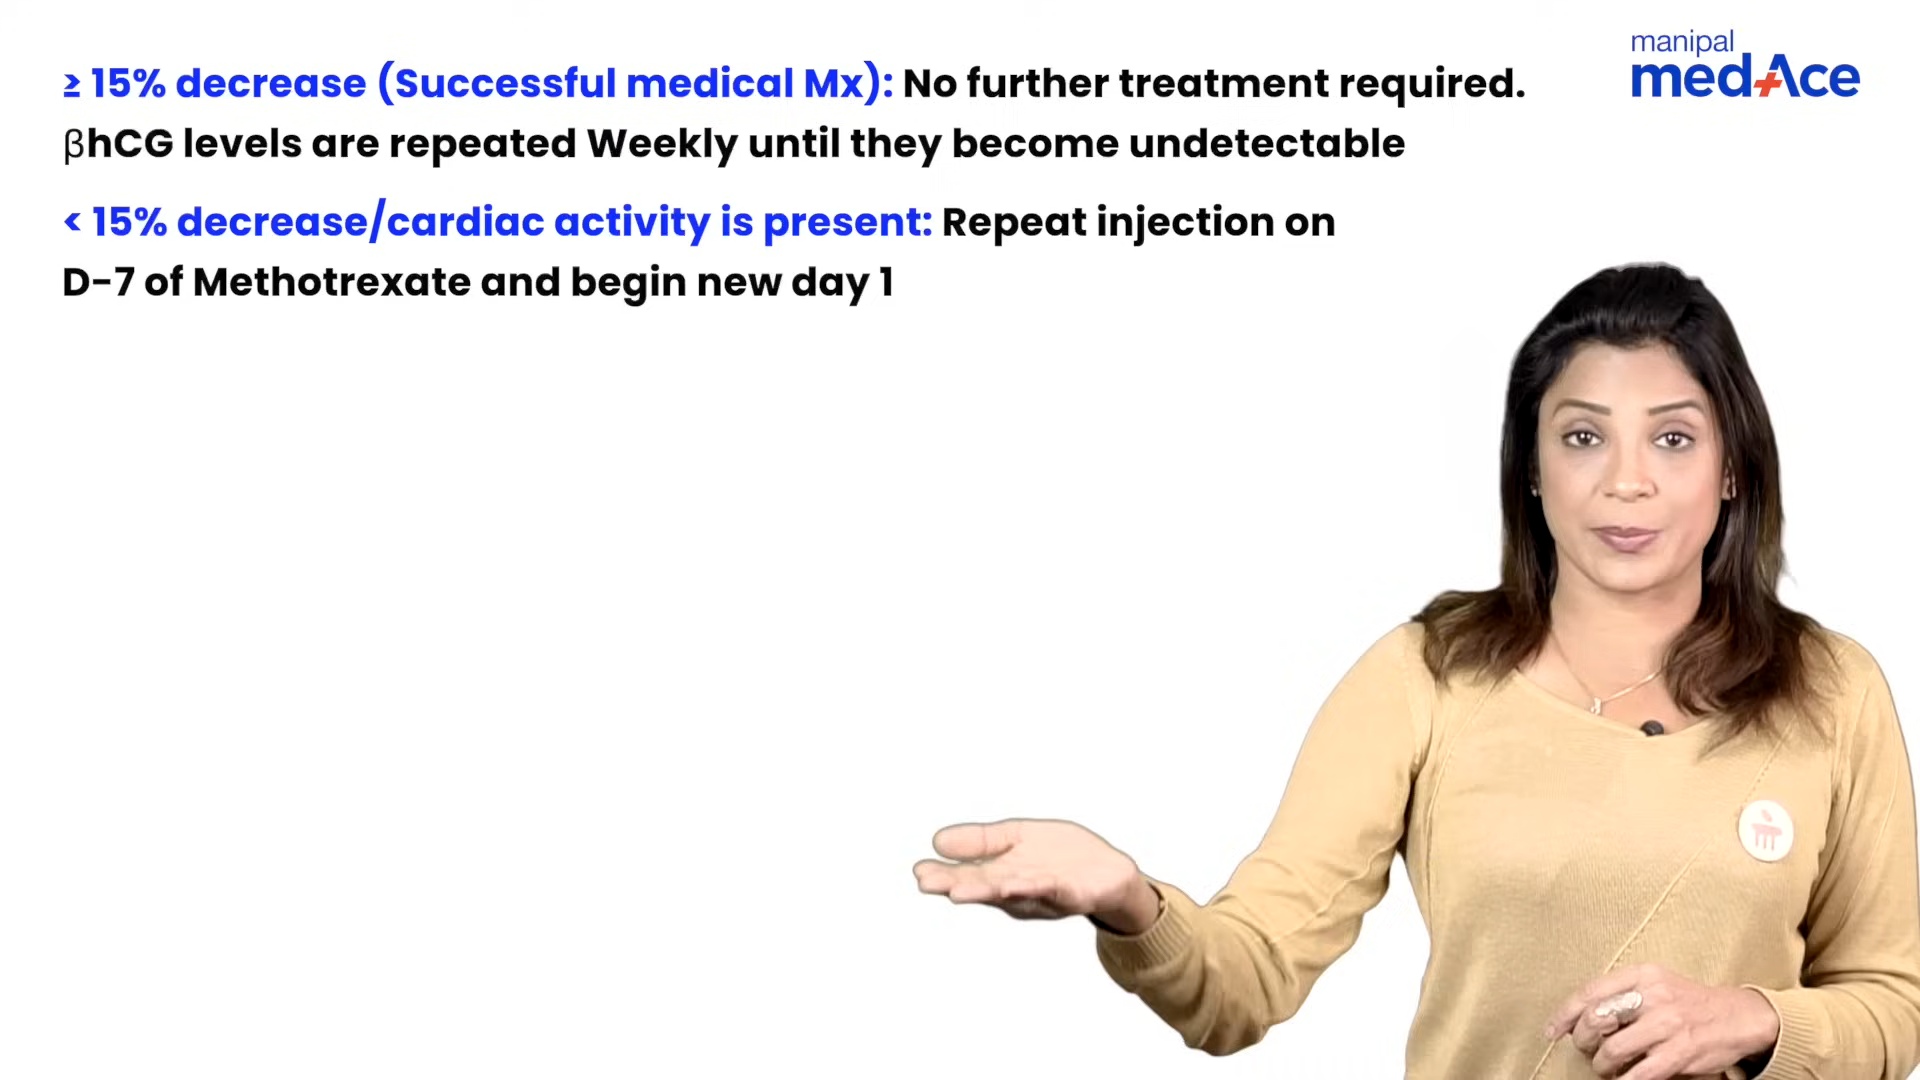 ≥ 15% decrease (Successful medical Mx): No further treatment required.
βhCG levels are repeated Weekly until they become undetectable
< 15% decrease/cardiac activity is present: Repeat injection on
D-7 of Methotrexate and begin new day 1
manipal
medAce